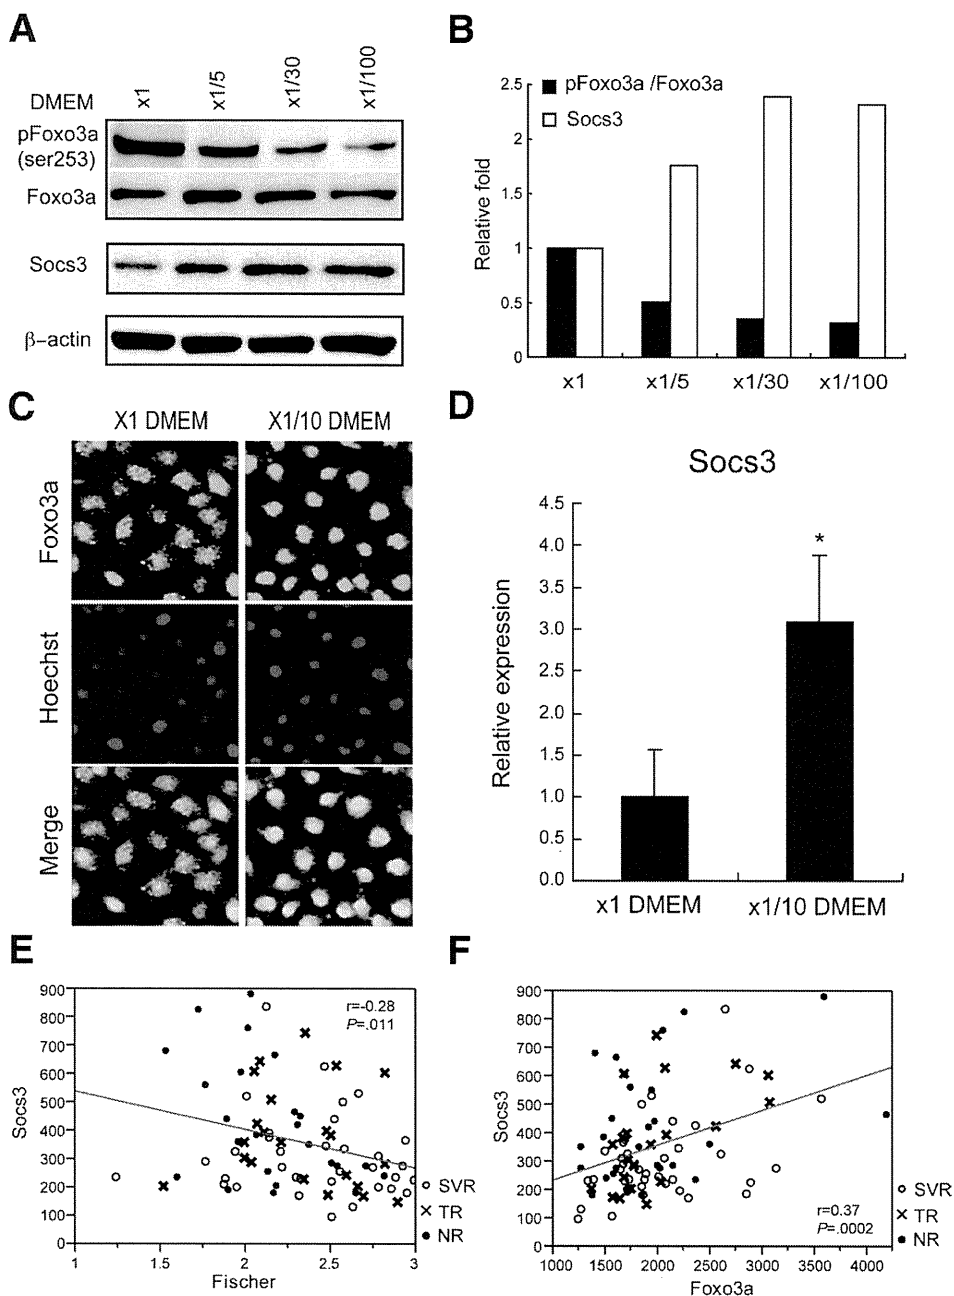 A
DMEM
x1
x1/5
x1/30
x1/100
pFoxo3a
(ser253)
Foxo3a
Socs3
β-actin
B
pFoxo3a /Foxo3a
Socs3
Relative fold
2.5
2
1.5
1
0.5
0
x1
x1/5
x1/30
x1/100
C
X1 DMEM
X1/10 DMEM
Foxo3a
Hoechst
Merge
D
Socs3
Relative expression
4.5
4.0
3.5
3.0
2.5
2.0
1.5
1.0
0.5
0.0
*
x1 DMEM
x1/10 DMEM
E
Socs3
900
800
700
600
500
400
300
200
100
0
r=-0.28
P=.011
1
1.5
2
2.5
3
Fischer
SVR
TR
NR
F
Socs3
900
800
700
600
500
400
300
200
100
0
r=0.37
P=.0002
1000
1500
2000
2500
3000
3500
4000
Foxo3a
SVR
TR
NR